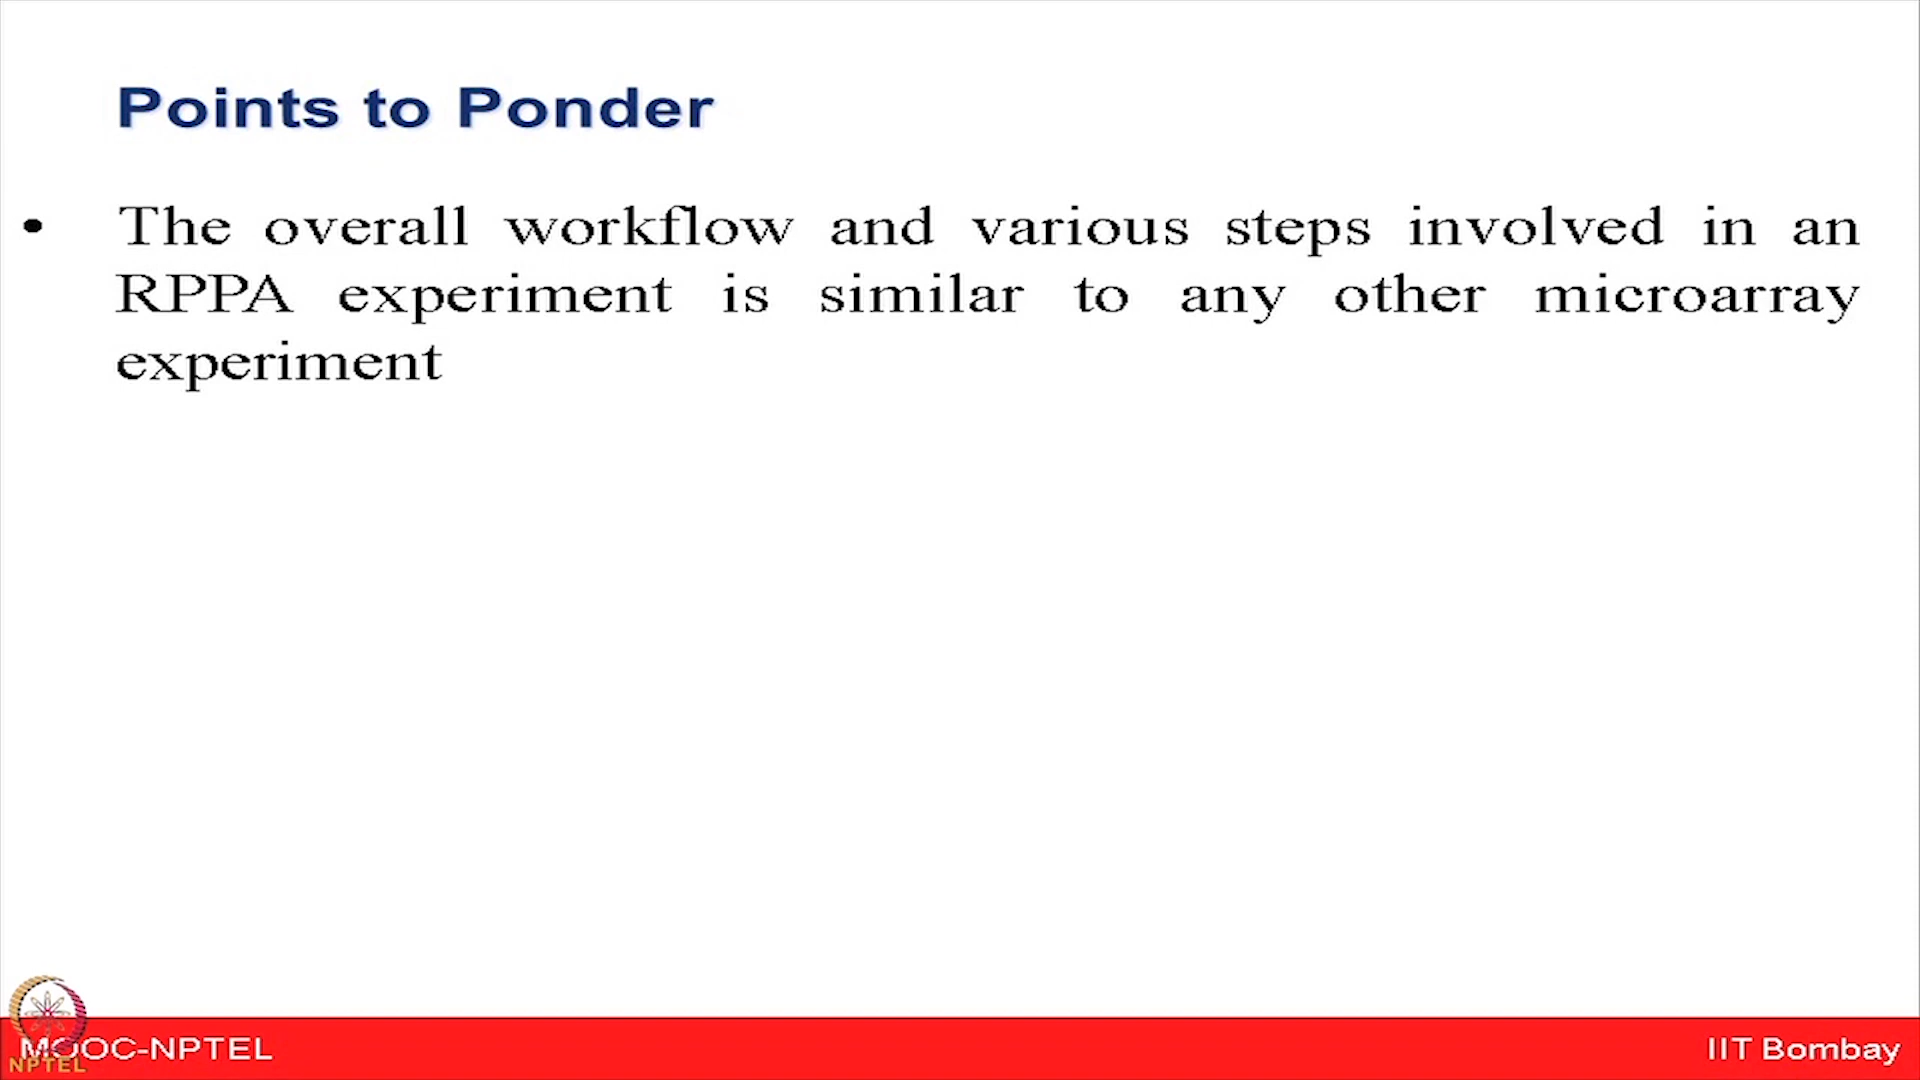 Points to Ponder
• The overall workflow and various steps involved in an
RPPA experiment is similar to any other microarray
experiment
MOOC-NPTEL
NPTEL
IIT Bombay